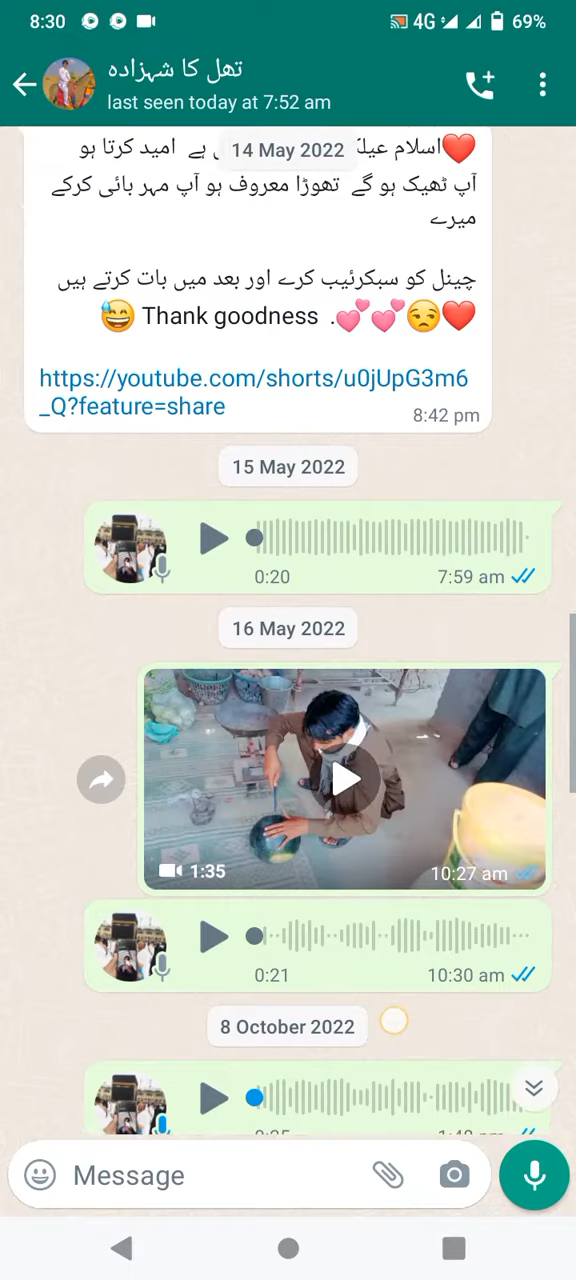 8:30 4G 69%
تھل کا شہزادہ
last seen today at 7:52 am
14 May 2022
❤️اسلام علیک ہے امید کرتا ہو
آپ ٹھیک ہو گے تھوڑا معروف ہو آپ مہر بائی کرکے
میرے
چینل کو سبکرئیب کرے اور بعد میں بات کرتے ہیں
❤️😒💕💕. Thank goodness 😅
https://youtube.com/shorts/u0jUpG3m6
_Q?feature=share
8:42 pm
15 May 2022
0:20 7:59 am
16 May 2022
1:35 10:27 am
0:21 10:30 am
8 October 2022
Message